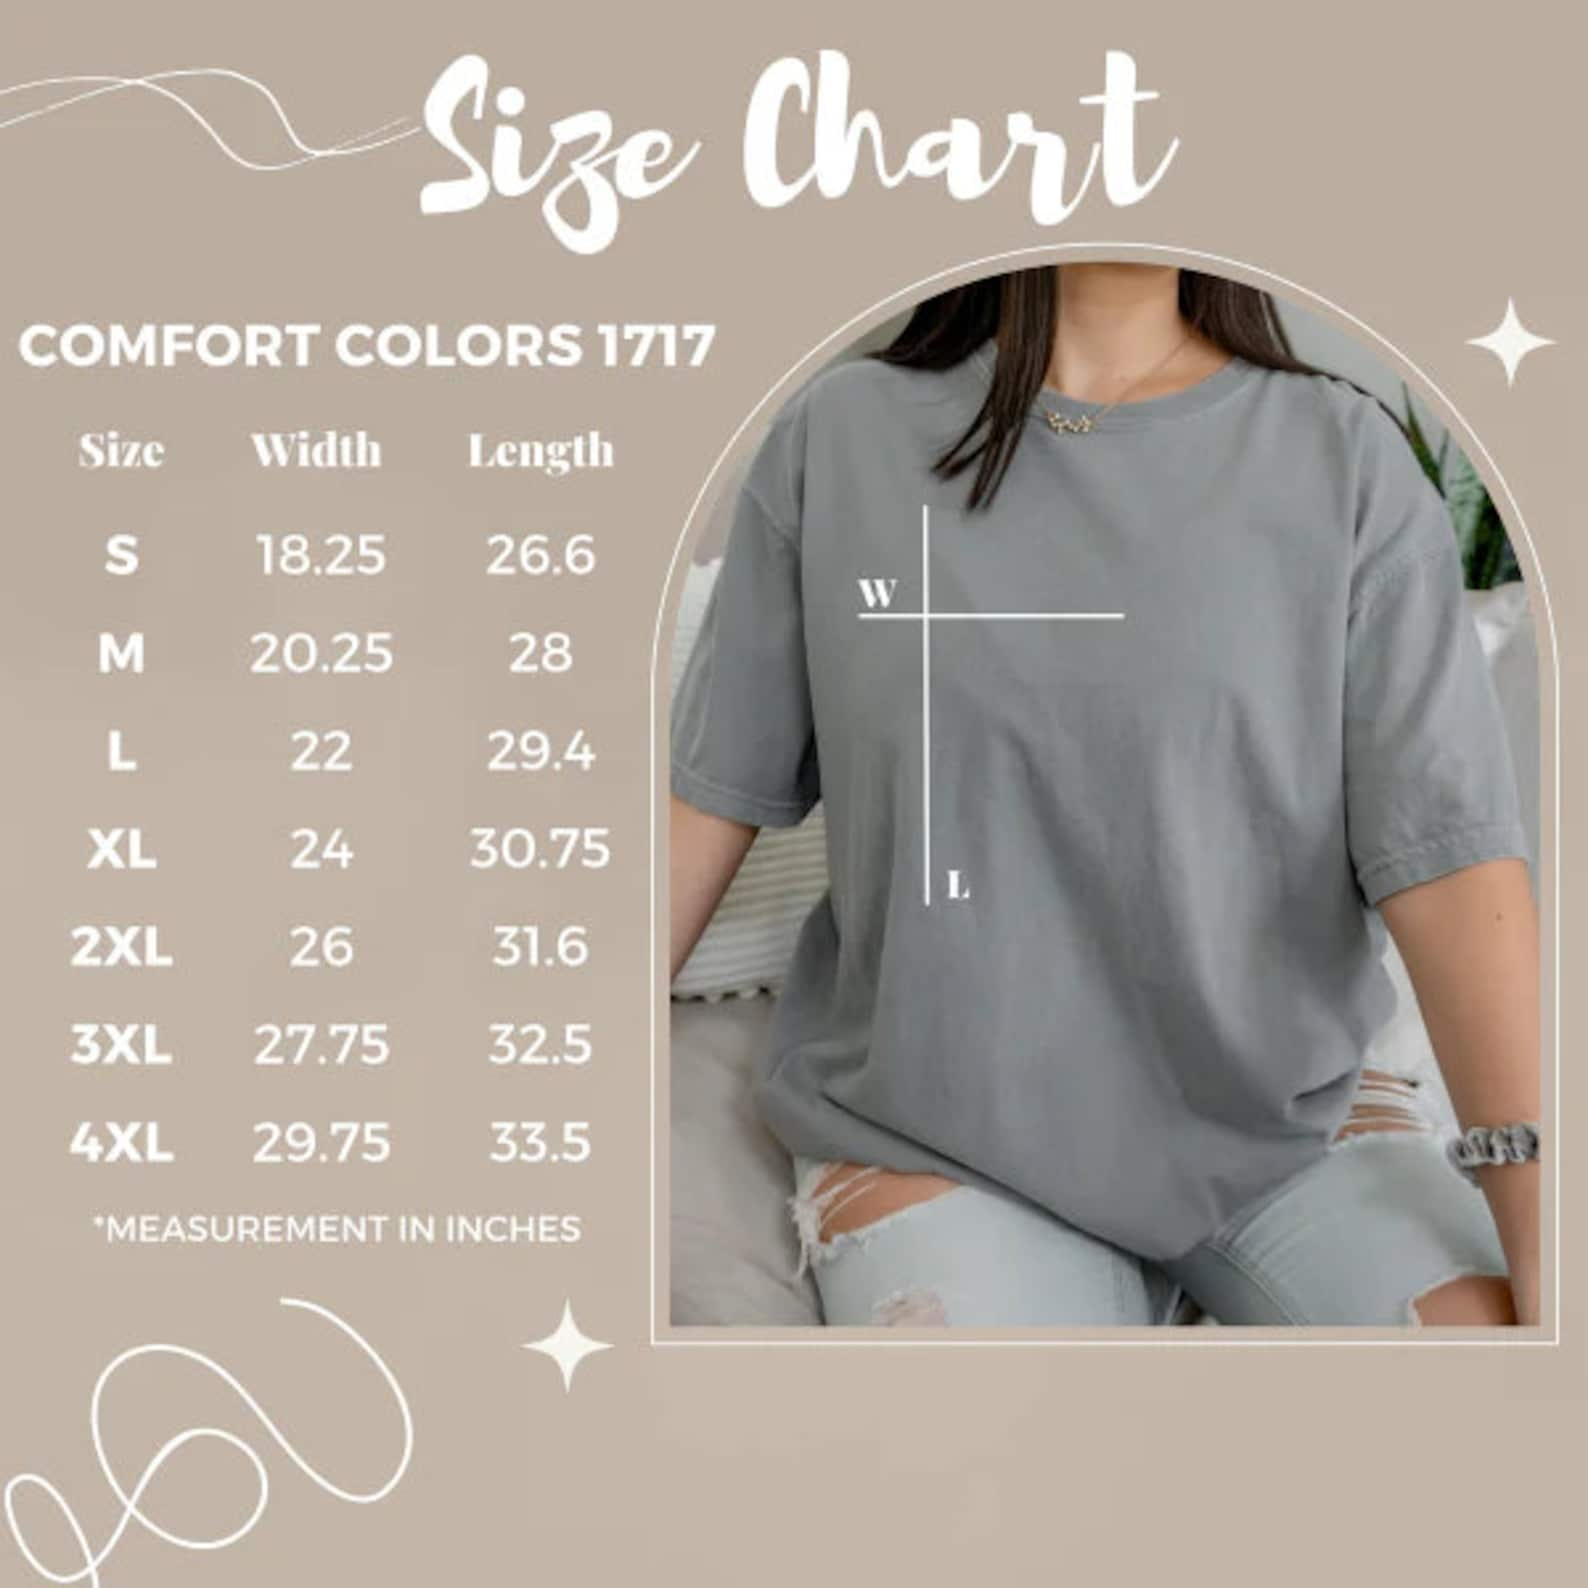 Size Chart
COMFORT COLORS 1717
Size Width Length
S 18.25 26.6
M 20.25 28
L 22 29.4
XL 24 30.75
2XL 26 31.6
3XL 27.75 32.5
4XL 29.75 33.5
*MEASUREMENT IN INCHES
W
L